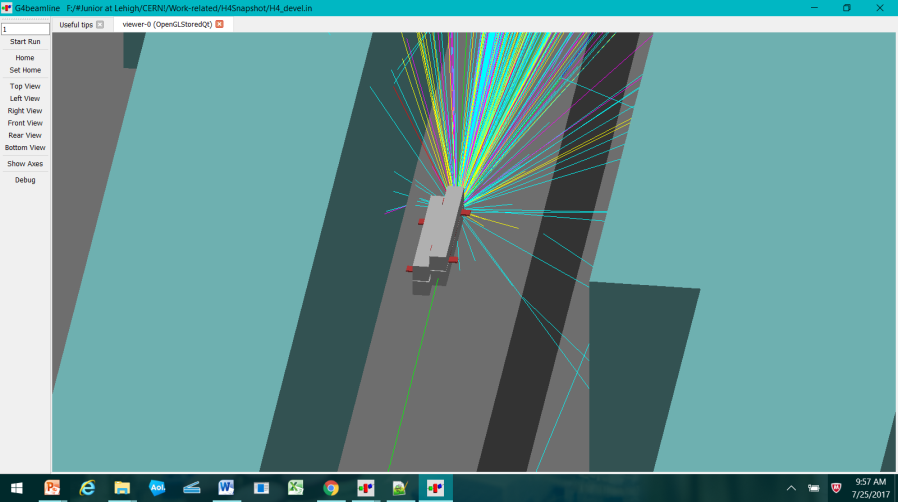 G4beamline F:/#Junior at Lehigh/CERN/Work-related/H4Snapshot/H4_devel.in
Useful tips
viewer-0 (OpenGLStoredQt)
1
Start Run
Home
Set Home
Top View
Left View
Right View
Front View
Rear View
Bottom View
Show Axes
Debug
Aol.
9:57 AM
7/25/2017